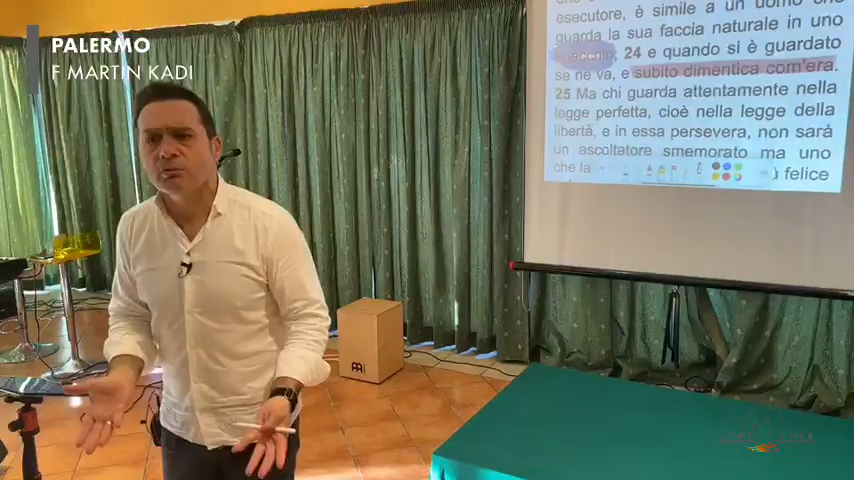 PALERMO
F MARTIN KADI
esecutore, è simile a un uomo che
guarda la sua faccia naturale in uno
specchio; 24 e quando si è guardato
se ne va, e subito dimentica com'era.
25 Ma chi guarda attentamente nella
legge perfetta, cioè nella legge della
libertà, e in essa persevera, non sarà
un ascoltatore smemorato ma uno
felice
MEINL